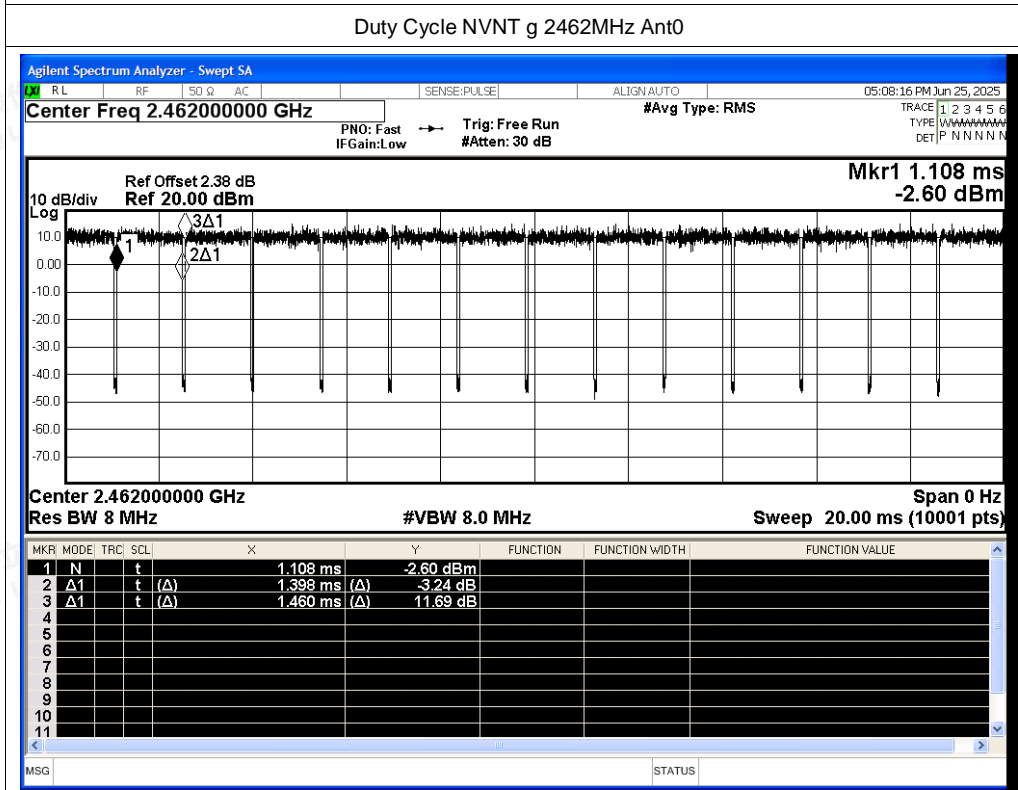 Duty Cycle NVNT g 2462MHz Ant0
Agilent Spectrum Analyzer - Swept SA
LXI RL RF 50 Ω AC SENSE:PULSE ALIGN AUTO 05:08:16 PM Jun 25, 2025
Center Freq 2.462000000 GHz #Avg Type: RMS TRACE 1 2 3 4 5 6
PNO: Fast Trig: Free Run TYPE WWWWWW
IFGain:Low #Atten: 30 dB DET P N N N N N
Mkr1 1.108 ms
Ref Offset 2.38 dB
10 dB/div Ref 20.00 dBm -2.60 dBm
Log
3Δ1
10.0
1
2Δ1
0.00
-10.0
-20.0
-30.0
-40.0
-50.0
-60.0
-70.0
Center 2.462000000 GHz Span 0 Hz
Res BW 8 MHz #VBW 8.0 MHz Sweep 20.00 ms (10001 pts)
MKR MODE TRC SCL X Y FUNCTION FUNCTION WIDTH FUNCTION VALUE
1 N t 1.108 ms -2.60 dBm
2 Δ1 t (Δ) 1.398 ms (Δ) -3.24 dB
3 Δ1 t (Δ) 1.460 ms (Δ) 11.69 dB
4
5
6
7
8
9
10
11
MSG STATUS